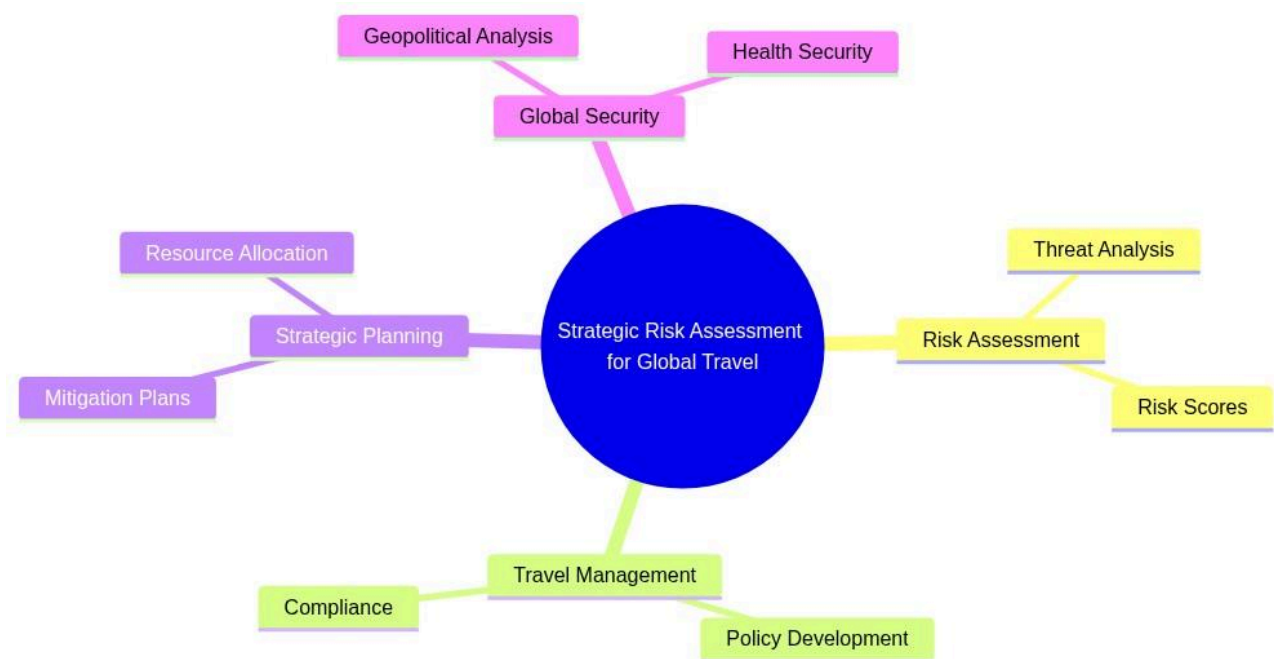 Geopolitical Analysis
Health Security
Global Security
Resource Allocation
Strategic Planning
Mitigation Plans
Strategic Risk Assessment
for Global Travel
Threat Analysis
Risk Assessment
Risk Scores
Travel Management
Compliance
Policy Development